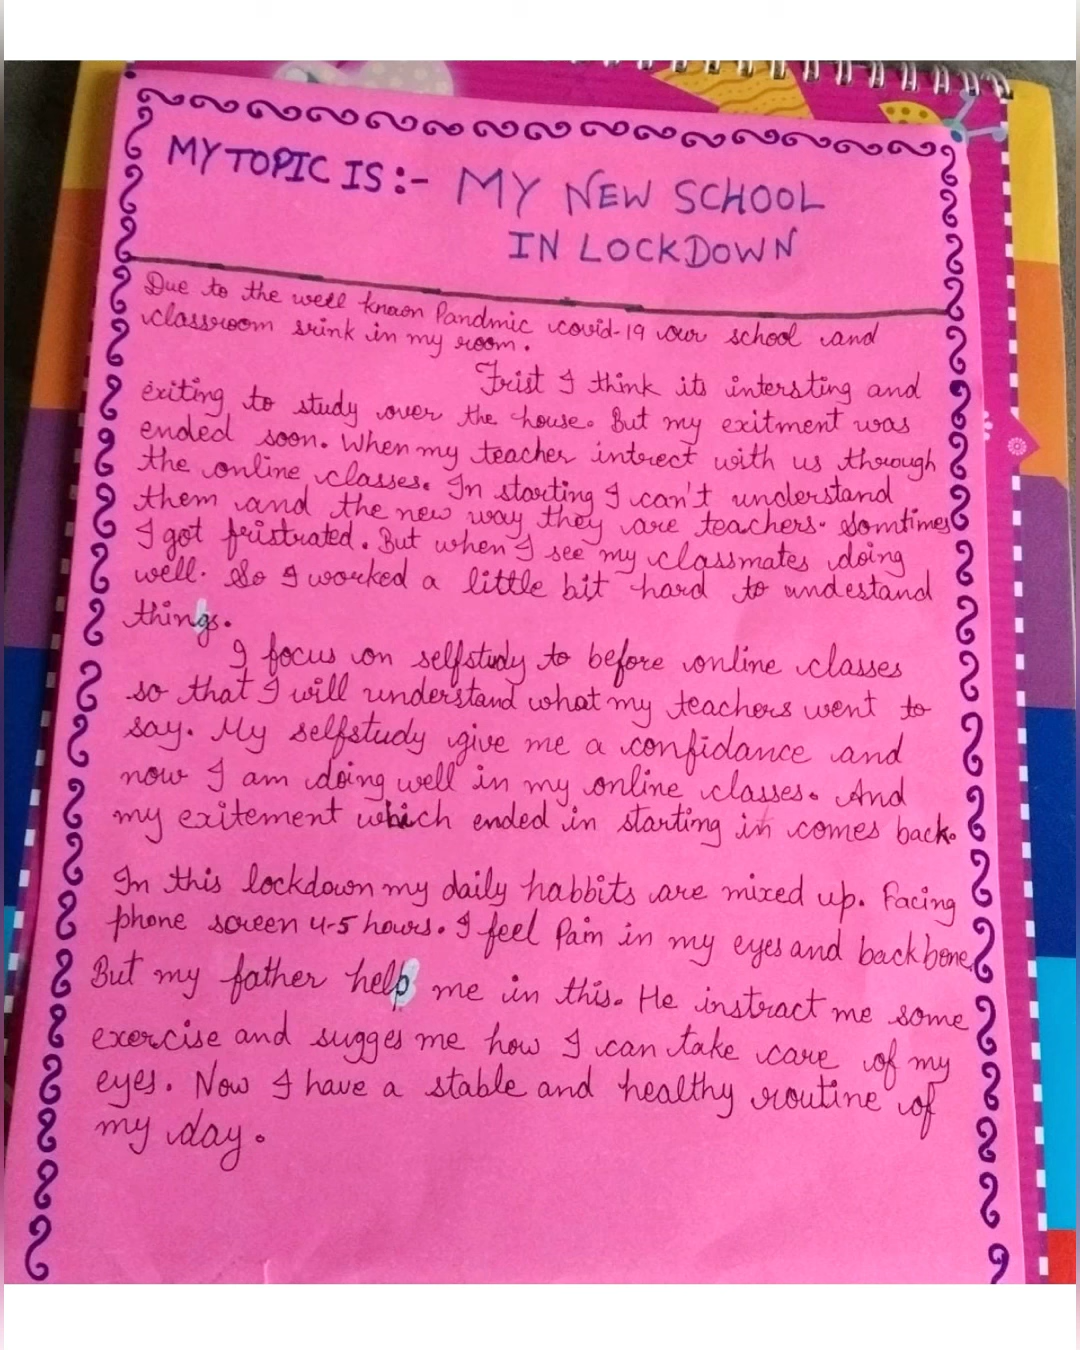 MY TOPIC IS :- MY NEW SCHOOL
IN LOCKDOWN
Due to the well known Pandmic covid-19 our school and
classroom srink in my room.
Frist I think its intersting and
exiting to study over the house. But my exitment was
ended soon. When my teacher intrect with us through
the online classes. In starting I can't understand
them and the new way they are teachers. Somtimes
I got fristrated. But when I see my classmates doing
well. So I worked a little bit hard to undestand
things.
I focus on selfstudy to before online classes
so that I will understand what my teachers went to
say. My selfstudy give me a confidance and
now I am doing well in my online classes. And
my exitement which ended in starting in comes back.
In this lockdown my daily habbits are mixed up. Facing
phone screen 4-5 hours. I feel Pain in my eyes and back bone.
But my father help me in this. He instract me some
exercise and sugges me how I can take care of my
eyes. Now I have a stable and healthy routine of
my day.